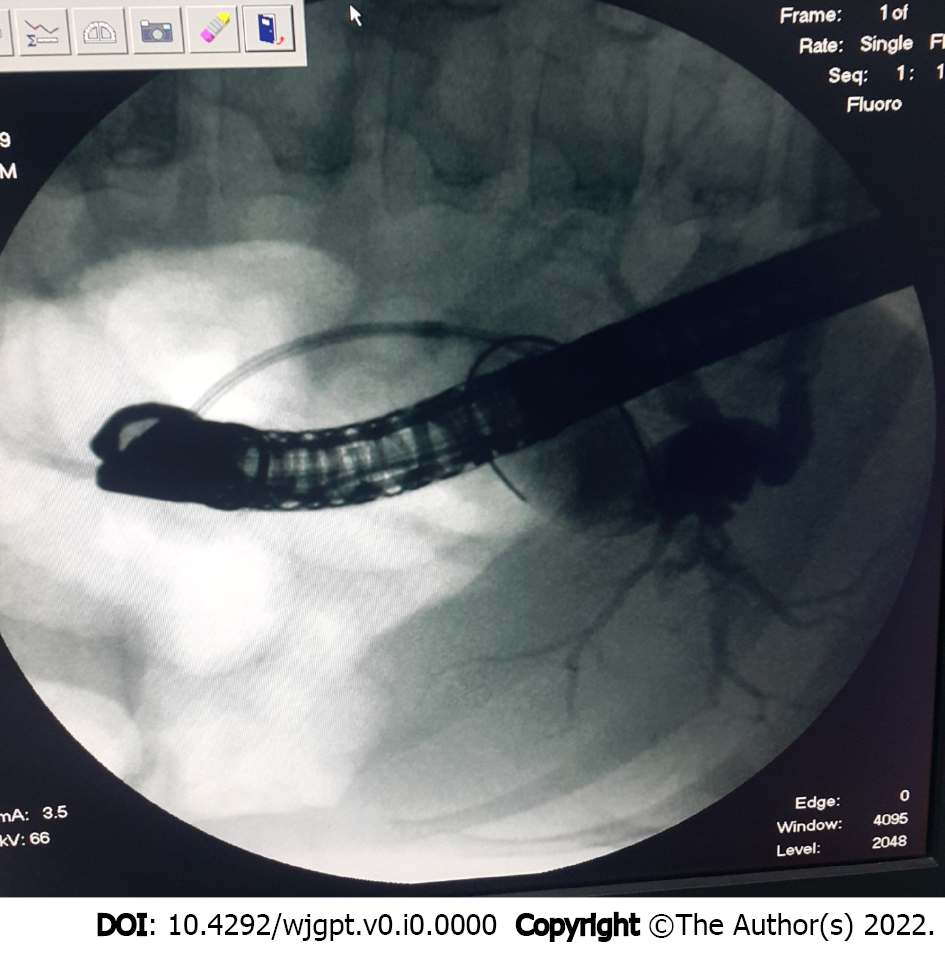 Frame: 1 of
Rate: Single Fl
Seq: 1: 1
Fluoro
9
M
mA: 3.5
kV: 66
Edge: 0
Window: 4095
Level: 2048
DOI: 10.4292/wjgpt.v0.i0.0000 Copyright ©The Author(s) 2022.